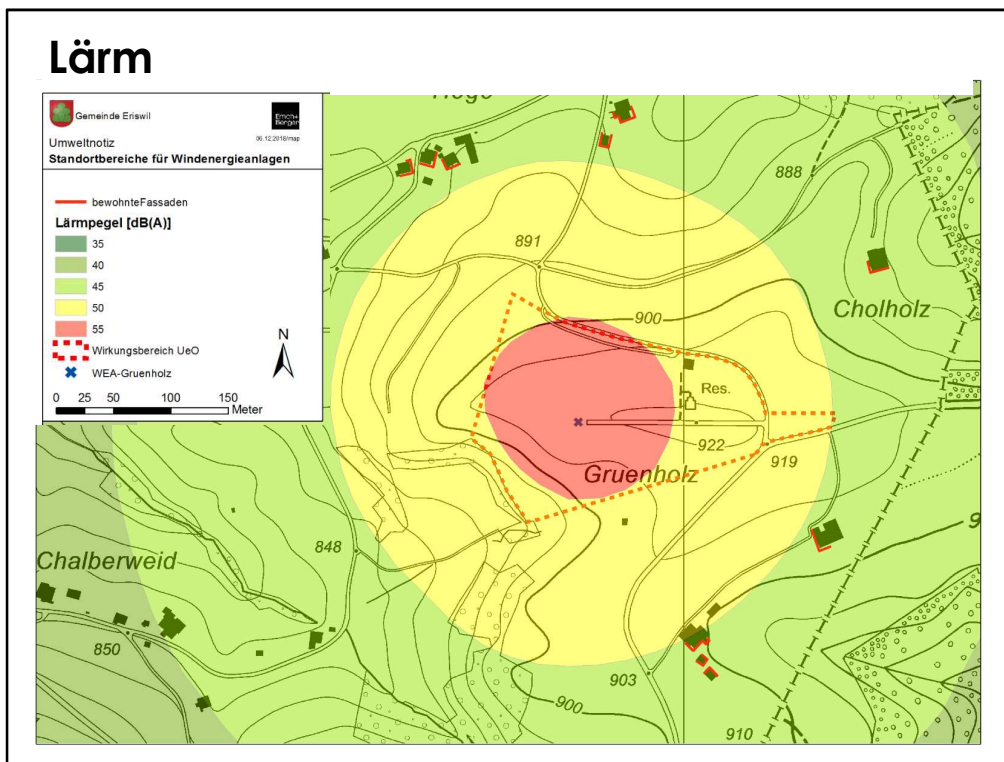 Lärm
Gemeinde Eriswil
Emch+
Berger
06.12.2018/map
Umweltnotiz
Standortbereiche für Windenergieanlagen
bewohnteFassaden
Lärmpegel [dB(A)]
35
40
45
50
55
Wirkungsbereich UeO
WEA-Gruenholz
N
0 25 50 100 150
Meter
888
891
Cholholz
900
Res.
922
919
Gruenholz
848
Chalberweid
850
903
900
910